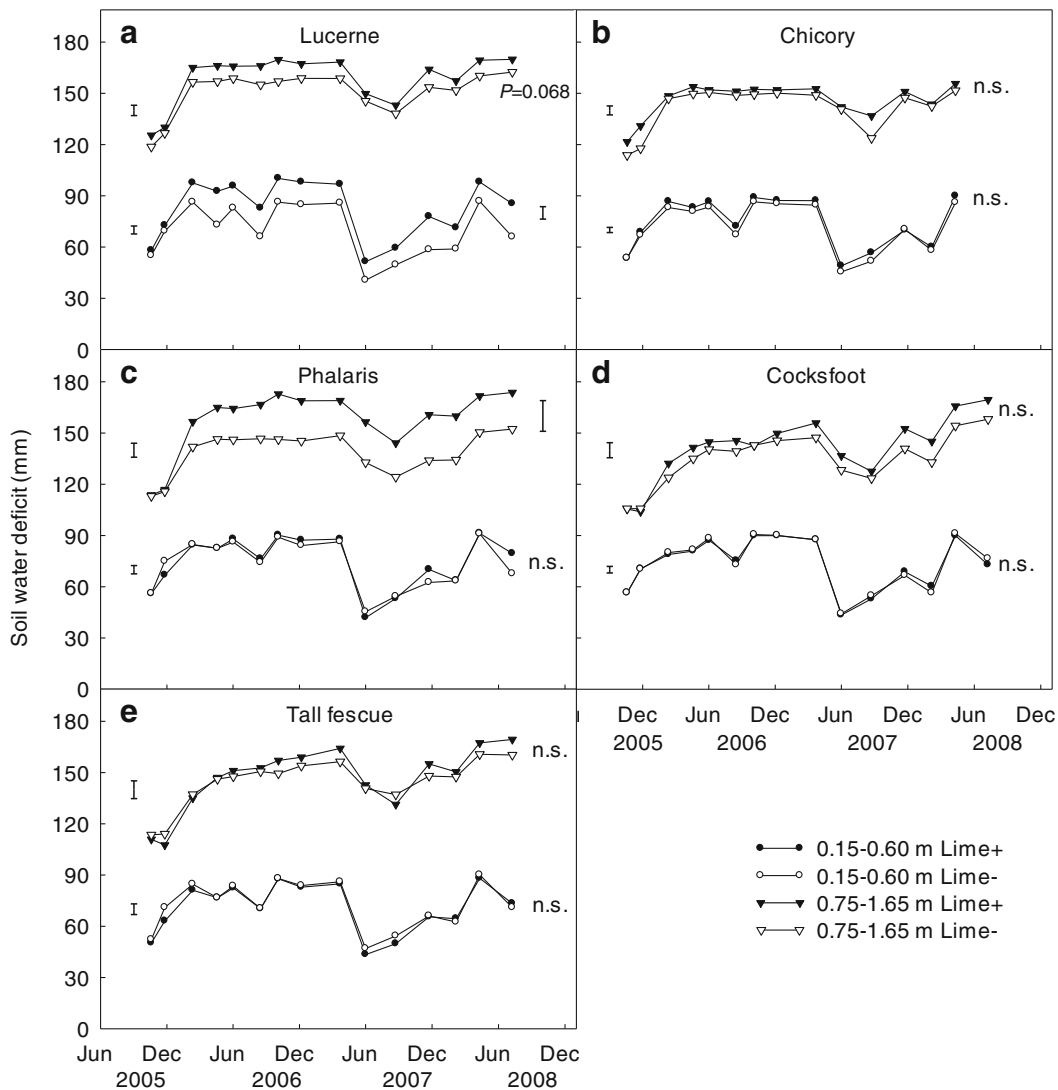 a
Lucerne
180
150
120
90
60
30
0
P=0.068
b
Chicory
n.s.
n.s.
c
Phalaris
180
150
120
90
60
30
0
n.s.
d
Cocksfoot
n.s.
n.s.
Dec Jun Dec Jun Dec Jun Dec
2005 2006 2007 2008
Soil water deficit (mm)
e
Tall fescue
180
150
120
90
60
30
0
n.s.
n.s.
Jun Dec Jun Dec Jun Dec Jun Dec
2005 2006 2007 2008
0.15-0.60 m Lime+
0.15-0.60 m Lime-
0.75-1.65 m Lime+
0.75-1.65 m Lime-